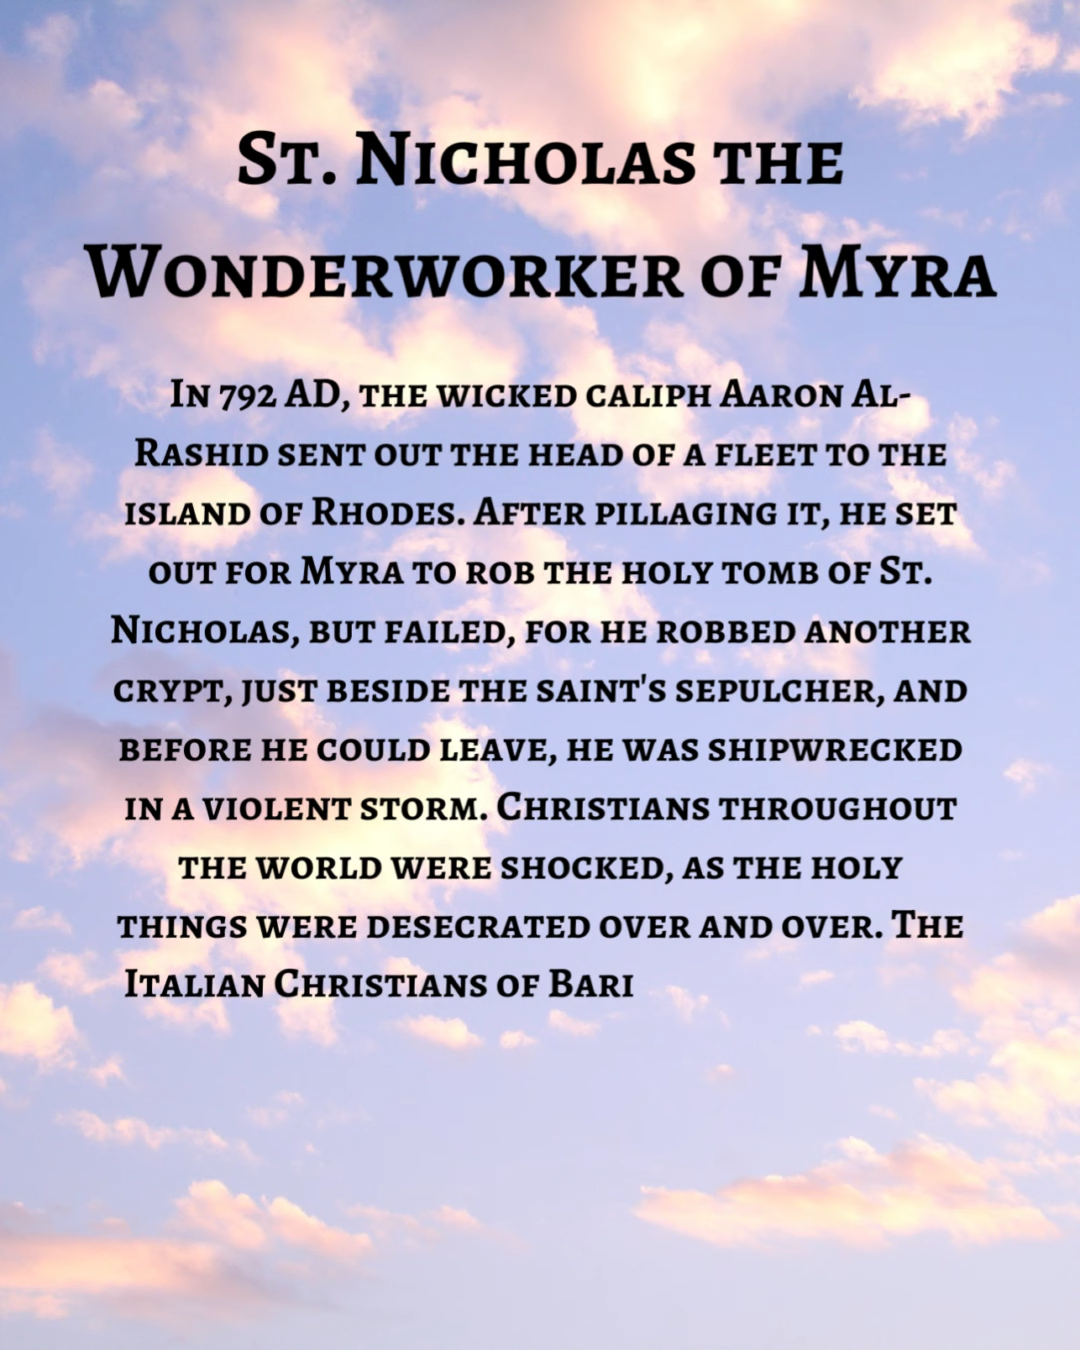 St. Nicholas the
Wonderworker of Myra
In 792 AD, the wicked caliph Aaron Al-
Rashid sent out the head of a fleet to the
island of Rhodes. After pillaging it, he set
out for Myra to rob the holy tomb of St.
Nicholas, but failed, for he robbed another
crypt, just beside the saint's sepulcher, and
before he could leave, he was shipwrecked
in a violent storm. Christians throughout
the world were shocked, as the holy
things were desecrated over and over. The
Italian Christians of Bari